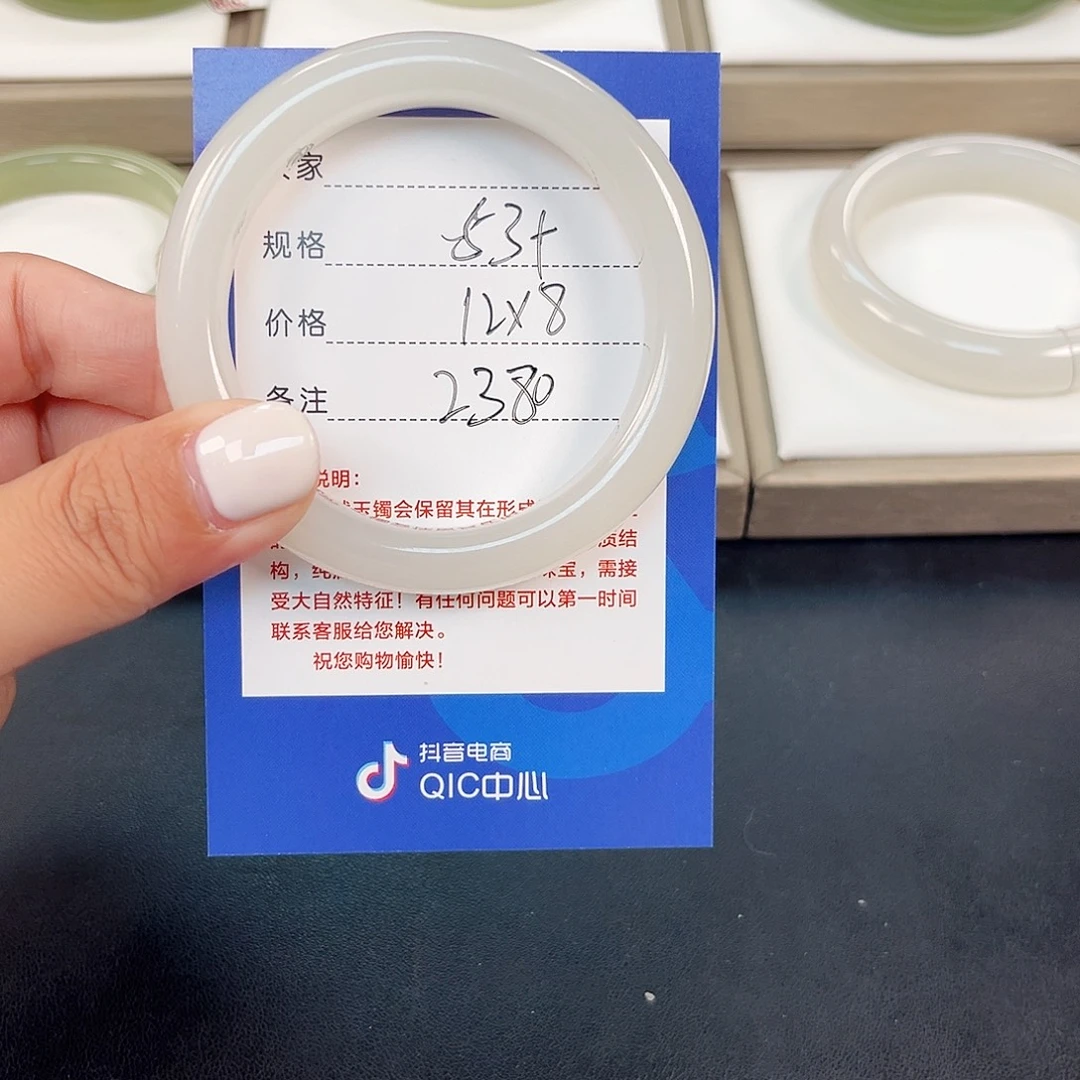 家
规格 53+
价格 12x8
备注 2380
说明：
玉镯会保留其在形成
质结
构， 珠宝，需接
受大自然特征！有任何问题可以第一时间
联系客服给您解决。
祝您购物愉快！
抖音电商
QIC中心